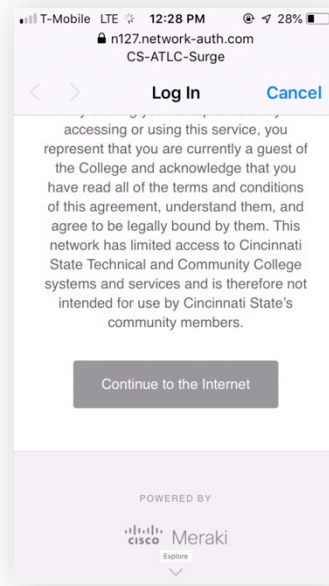 T-Mobile LTE 12:28 PM 28%
n127.network-auth.com
CS-ATLC-Surge
Log In Cancel
accessing or using this service, you
represent that you are currently a guest of
the College and acknowledge that you
have read all of the terms and conditions
of this agreement, understand them, and
agree to be legally bound by them. This
network has limited access to Cincinnati
State Technical and Community College
systems and services and is therefore not
intended for use by Cincinnati State’s
community members.
Continue to the Internet
POWERED BY
cisco Meraki
Explore